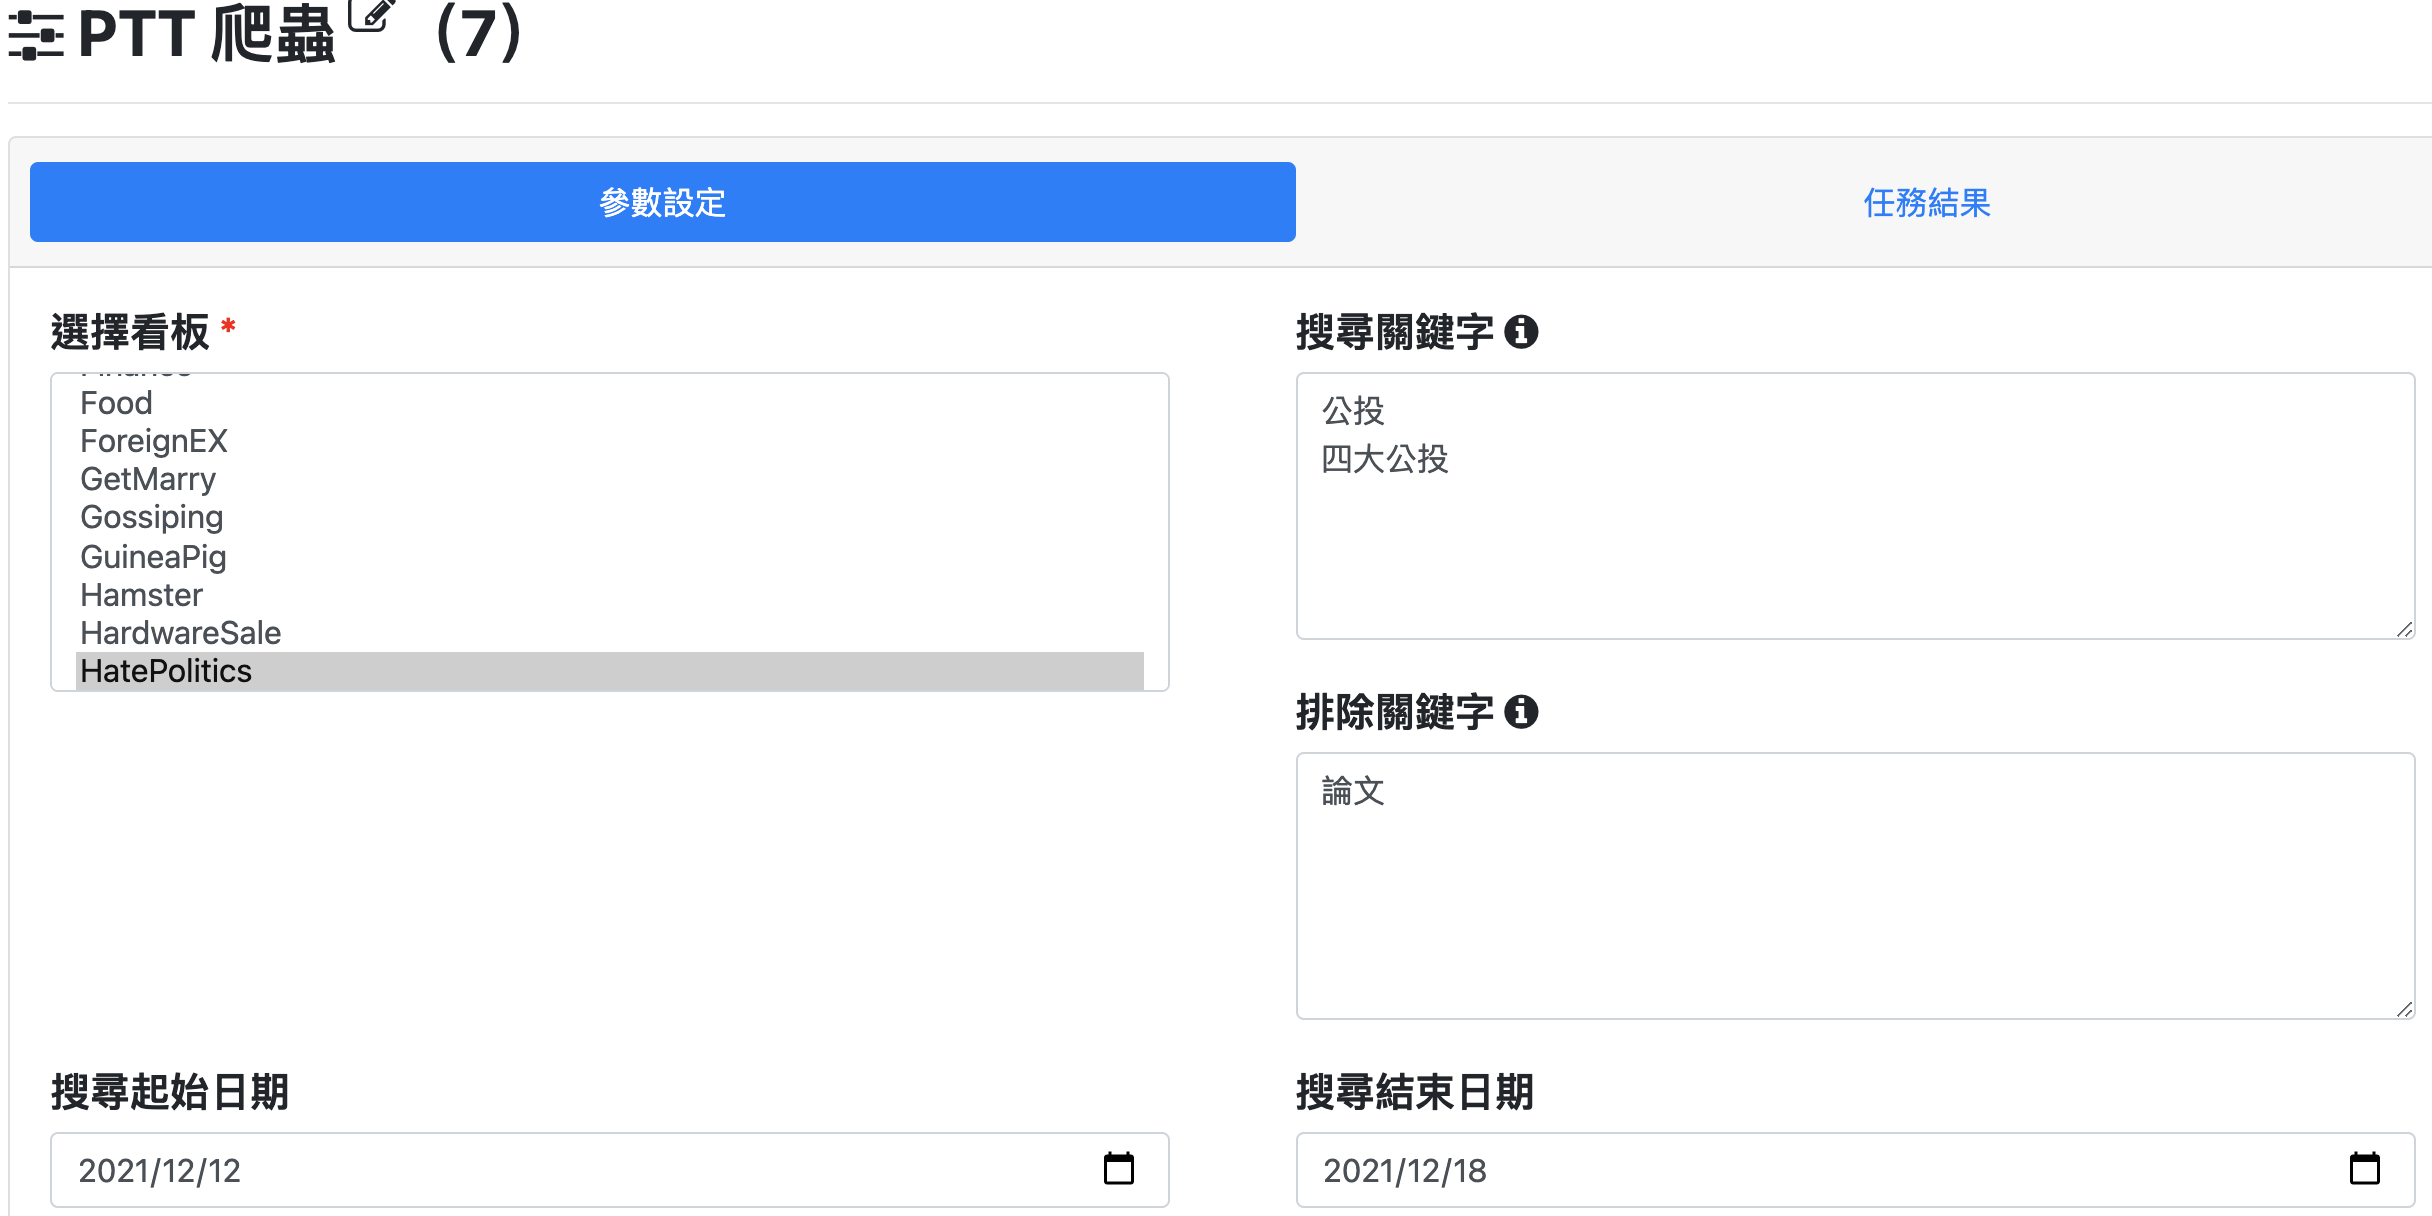 PTT 爬蟲 (7)
參數設定
任務結果
選擇看板 *
Food
ForeignEX
GetMarry
Gossiping
GuineaPig
Hamster
HardwareSale
HatePolitics
搜尋關鍵字
公投
四大公投
排除關鍵字
論文
搜尋起始日期
2021/12/12
搜尋結束日期
2021/12/18